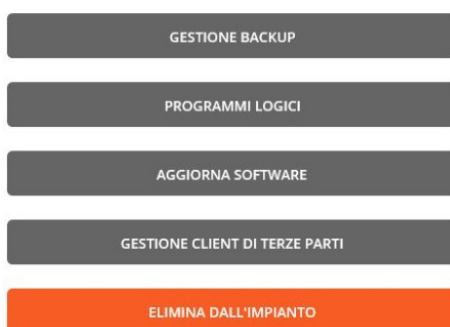 GESTIONE BACKUP
PROGRAMMI LOGICI
AGGIORNA SOFTWARE
GESTIONE CLIENT DI TERZE PARTI
ELIMINA DALL'IMPIANTO